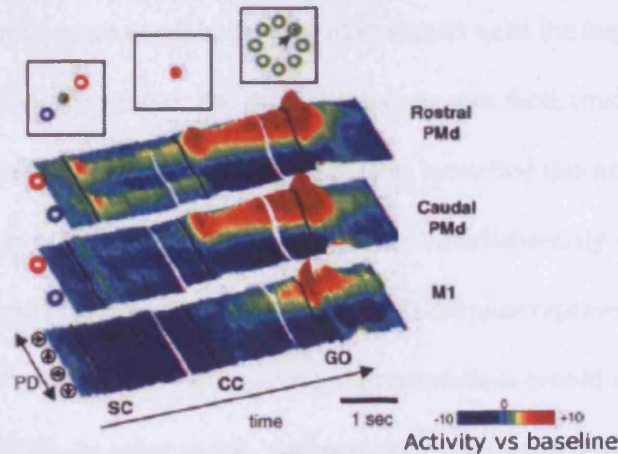 Rostral
PMd
Caudal
PMd
M1
PD
SC
CC
GO
time
1 sec
-10
0
+10
Activity vs baseline